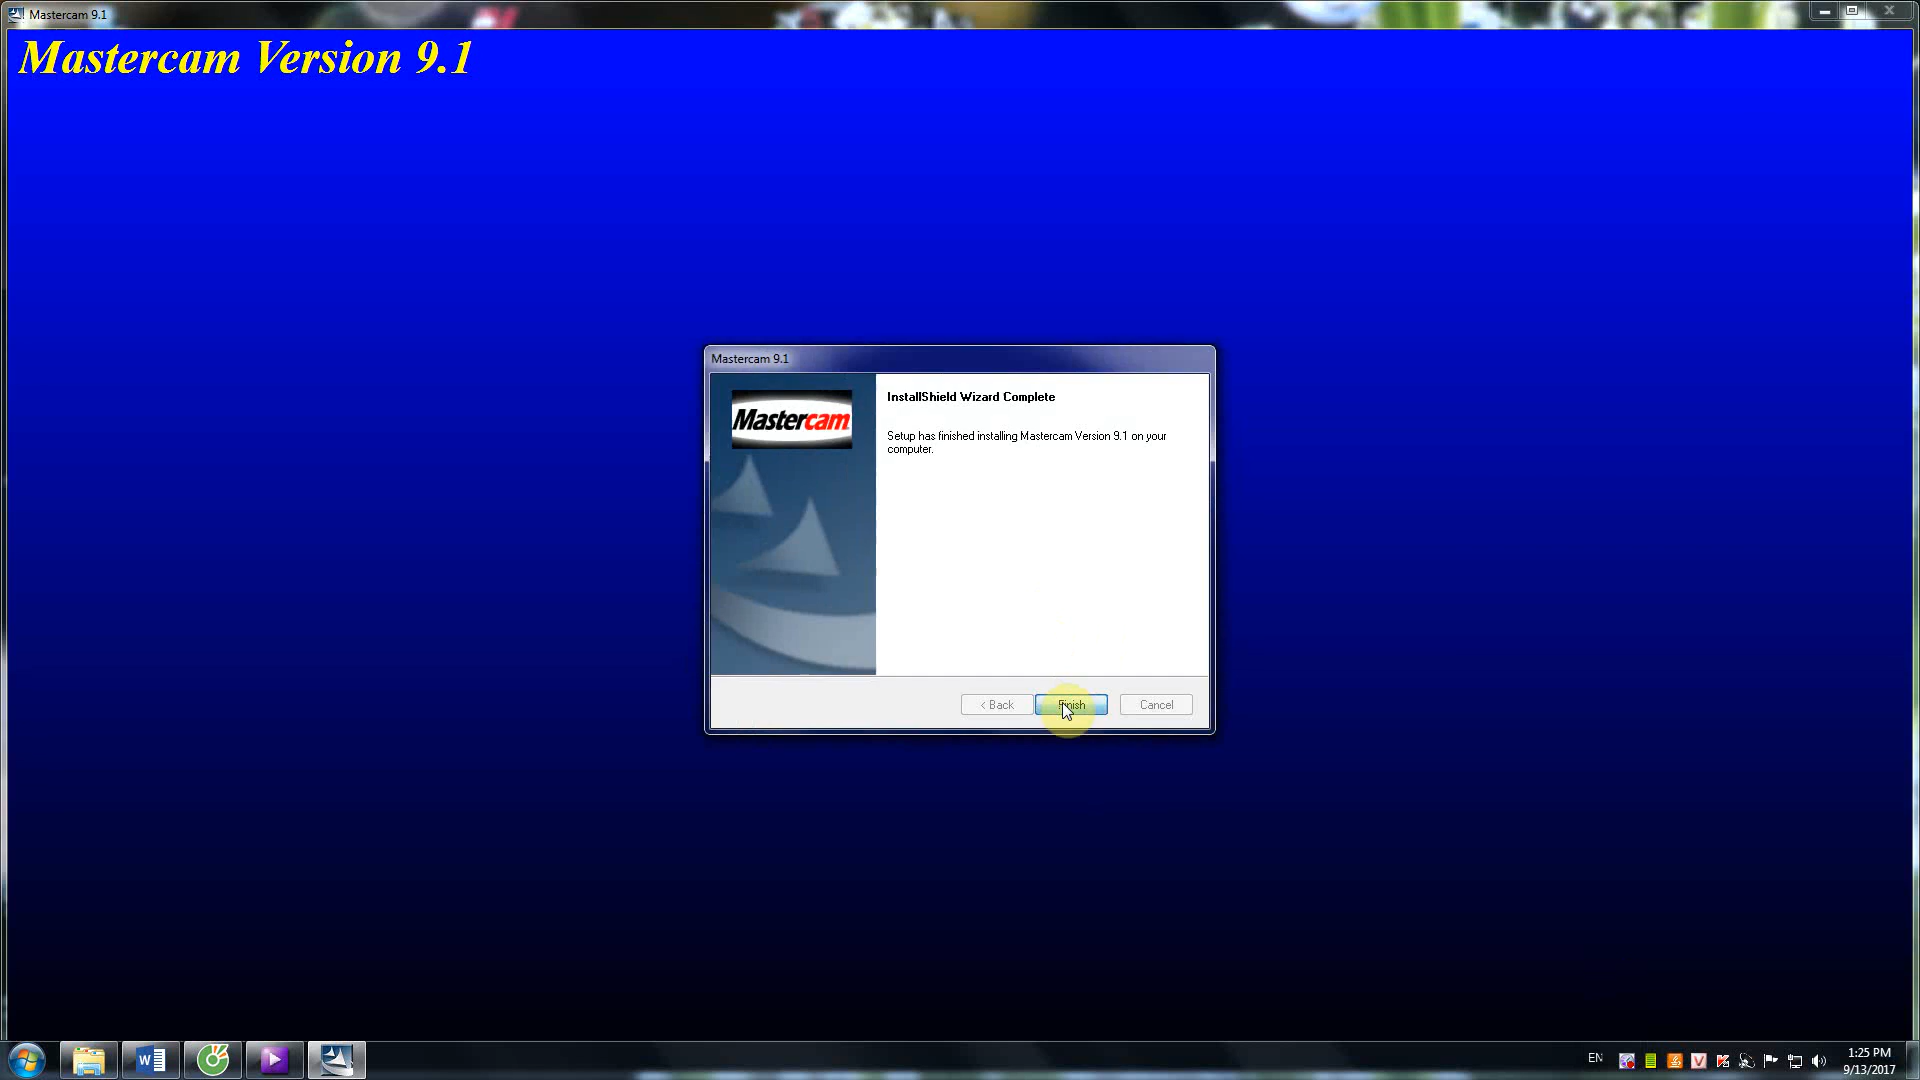 Mastercam 9.1
Mastercam Version 9.1
Mastercam 9.1
Mastercam
InstallShield Wizard Complete
Setup has finished installing Mastercam Version 9.1 on your
computer.
< Back
Finish
Cancel
W
EN
V
1:25 PM
9/13/2017